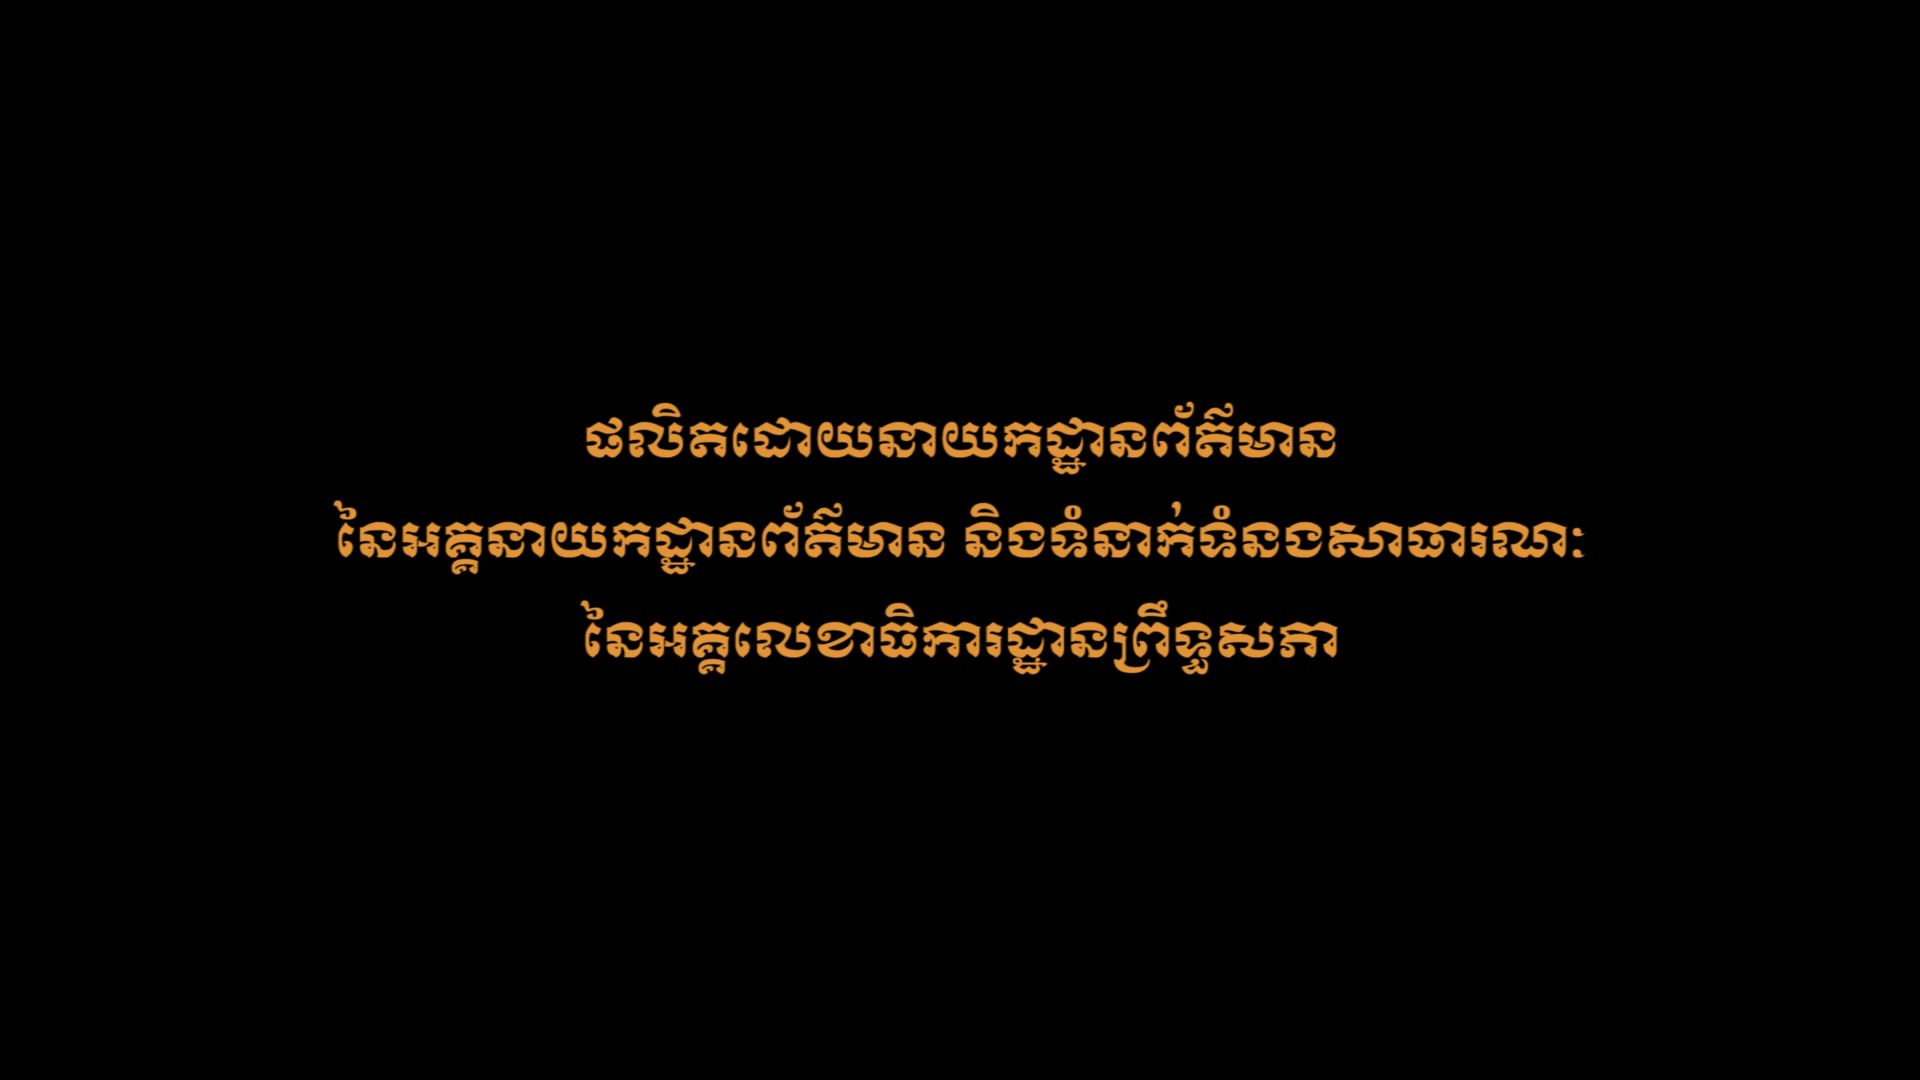 ផលិតដោយនាយកដ្ឋានព័ត៌មាន
នៃអគ្គនាយកដ្ឋានព័ត៌មាន និងទំនាក់ទំនងសាធារណៈ
នៃអគ្គលេខាធិការដ្ឋានព្រឹទ្ធសភា